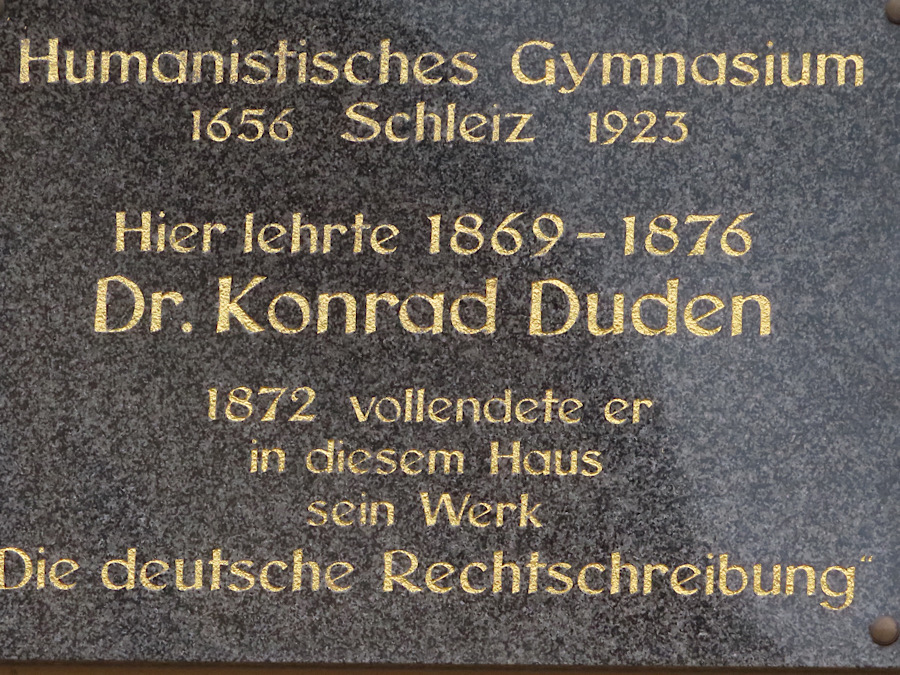 Humanistisches Gymnasium
1656 Schleiz 1923
Hier lehrte 1869 – 1876
Dr. Konrad Duden
1872 vollendete er
in diesem Haus
sein Werk
Die deutsche Rechtschreibung“